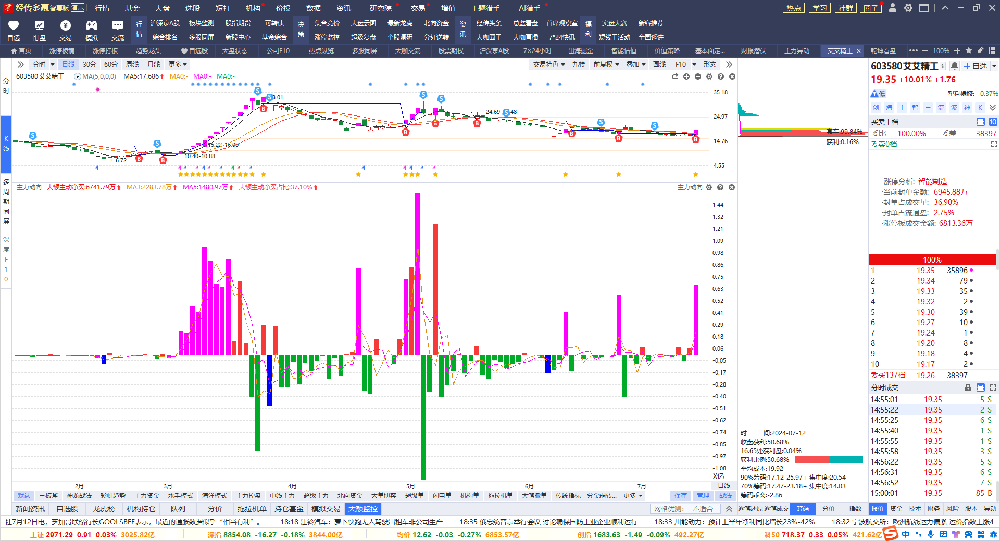 经传多赢 智尊版 演示 行情 基金 大盘 选股 短打 机构 价投 数据 资讯 研究院 交易 增值 主题猎手 AI猎手 热点 学习 社群 圈子
自选 盯盘 交易 模拟 交流
行情 沪深京A股 板块监测 股指期货 可转债 决策 集合竞价 大盘云图 最新龙虎 北向资金 资讯 经传头条 总监看盘 首席观察室 福利 实盘大赛 新客推荐
综合排名 多股同屏 新股中心 基金综合 涨停监控 超级复盘 个股调研 分红送转 大咖圈子 大咖直播 7*24快讯 短线王活动 全国巡讲
首页 涨停棱镜 涨停打板 趋势龙头 自选股 大盘状态 公司F10 热点纵览 多股同屏 大咖交流 股票期权 沪深京A股 7×24小时 出海掘金 智能估值 价值策略 基本面定... 财报潜伏 主力异动 艾艾精工 乾坤看盘 100%
分时 日线 30分 60分 周线 月线 更多 交易特色 九转 前复权 叠加 画线 F10 形态
603580 艾艾精工 MA(5,0,0,0) MA5:17.686 MA0:- MA0:- MA0:-
分时
K线
多周期同屏
深度F10
35.18
24.97
14.76
4.55
24.69- 48
15.22-16.00
10.40-10.88
6.72
主力动向 大额主动净买:6741.79万 MA3:2283.78万 MA5:1480.97万 大额主动净买占比:37.10% 主力动向
1.44
1.32
1.21
1.09
0.98
0.86
0.75
0.63
0.52
0.41
0.29
0.18
0.06
-0.05
-0.17
-0.28
-0.40
-0.51
-0.62
-0.74
-0.85
-0.97
-1.08
X亿
2月 3月 4月 5月 6月 7月 日线
默认 三板斧 神龙战法 彩虹趋势 主力资金 水手模式 海洋模式 主力控盘 中线主力 超级主力 北向资金 大单博弈 超级单 闪电单 机构单 拖拉机单 大笔撤单 传统指标 分金弱转... 更多 保存 管理 战法
新闻资讯 自选股 龙虎榜 机构持仓 队列 分价 拖拉机单 持仓基金 模拟交易 大额监控 网格优测: 不适合 逐笔还原 逐笔成交 筹码 分价 指数 报价 资金 技术 财务 风险 股本 异动
套牢:99.84%
获利:0.16%
时 间:2024-07-12
收盘获利:50.68%
16.65处获利盘:0.04%
获利比例:50.68%
平均成本:19.92
90%筹码:17.12-25.97+ 集中度:20.54
70%筹码:17.47-23.18+ 集中度:14.03
筹码乖离:-2.86
603580 艾艾精工 自选
19.35 +10.01% +1.76
低 塑料橡胶: -0.37%
创 海 主 智 三 流 波 神 K
买卖十档 量 10
委比 100.00% 委差 38397
委卖0档 - -
涨停分析: 智能制造
·当前封单金额: 6945.88万
·封单占成交量: 36.90%
·封单占流通盘: 2.75%
·涨停板成交金额: 6813.36万
100%
1 19.35 35896
2 19.34 79
3 19.33 35
4 19.32 2
5 19.30 39
6 19.27 10
7 19.24 1
8 19.20 8
9 19.18 4
10 19.17 2
委买137档 19.26 38397
分时成交 量
14:55:01 19.35 5 S
14:55:22 19.35 2 S
14:55:25 19.35 6 S
14:55:40 19.35 1 S
14:55:55 19.35 1 S
14:55:58 19.35 3 S
14:56:22 19.35 5 S
14:56:31 19.35 6 S
14:56:52 19.35 7 S
15:00:01 19.35 85 B
社7月12日电，芝加哥联储行长GOOLSBEE表示，最近的通胀数据似乎“相当有利”。 18:18 江铃汽车：萝卜快跑无人驾驶出租车非公司生产 18:35 俄总统普京举行会议 讨论确保国防工业企业顺利运行 18:33 川能动力：预计上半年净利同比增长23%-42% 18:32 宁波航交所：欧洲航线运力偏紧 运价指数上涨4
上证 2971.29 0.91 0.03% 3025.82亿 深指 8854.08 -16.27 -0.18% 3844.00亿 均价 12.62 -0.03 -0.27% 6853.57亿 创指 1683.63 -1.49 -0.09% 492.27亿 科50 718.37 0.33 0.05% 421.62亿 中